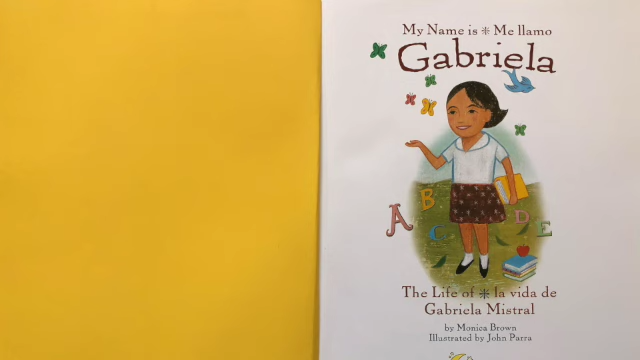 My Name is ✳ Me llamo
Gabriela
A
B
C
D
E
The Life of ✳ la vida de
Gabriela Mistral
by Monica Brown
Illustrated by John Parra